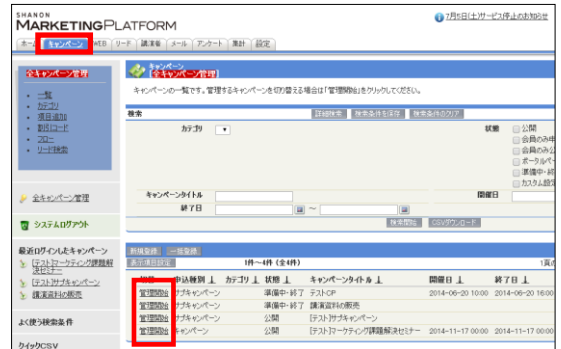 SHANON
MARKETINGPLATFORM
7月5日(土)サービス停止のお知らせ
ホーム キャンペーン WEB リード 講演者 メール アンケート 集計 設定
全キャンペーン管理
キャンペーン
[全キャンペーン管理]
キャンペーンの一覧です。管理するキャンペーンを切り替える場合は「管理開始」をクリックしてください。
・ 一覧
・ カテゴリ
・ 項目追加
・ 割引コード
・ フロー
・ リード検索
検索
詳細検索 検索条件を保存 検索条件のクリア
カテゴリ
状態
公開
会員のみ申
会員のみ公
ポータルペー
準備中・終
カスタム設定
全キャンペーン管理
キャンペーンタイトル
開催日
システムログアウト
終了日 ～
検索開始 CSVダウンロード
最近ログインしたキャンペーン
[テスト]マーケティング課題解決セミナー
[テスト]サブキャンペーン
講演資料の販売
新規登録 一括登録
表示項目設定 1件～4件 (全4件)
申込種別 カテゴリ 状態 キャンペーンタイトル 開催日 終了日
管理開始 サブキャンペーン 準備中・終了 テストCP 2014-06-20 10:00 2014-06-20 16:00
管理開始 サブキャンペーン 準備中・終了 講演資料の販売
管理開始 サブキャンペーン 公開 [テスト]サブキャンペーン
管理開始 キャンペーン 公開 [テスト]マーケティング課題解決セミナー 2014-11-17 00:00 2014-11-17 00:00
よく使う検索条件
クイックCSV